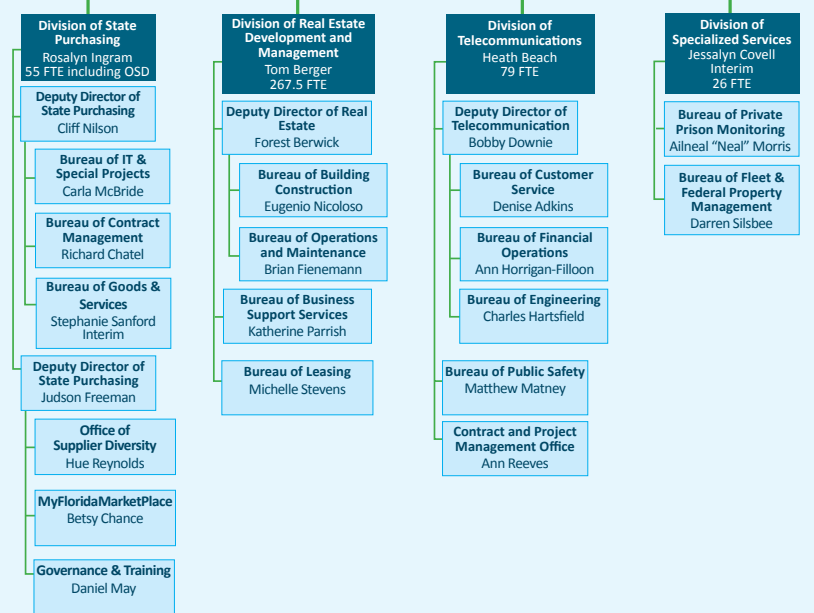 Division of State
Purchasing
Rosalyn Ingram
55 FTE including OSD
Deputy Director of
State Purchasing
Cliff Nilson
Bureau of IT &
Special Projects
Carla McBride
Bureau of Contract
Management
Richard Chatel
Bureau of Goods &
Services
Stephanie Sanford
Interim
Deputy Director of
State Purchasing
Judson Freeman
Office of
Supplier Diversity
Hue Reynolds
MyFloridaMarketPlace
Betsy Chance
Governance & Training
Daniel May
Division of Real Estate
Development and
Management
Tom Berger
267.5 FTE
Deputy Director of Real
Estate
Forest Berwick
Bureau of Building
Construction
Eugenio Nicoloso
Bureau of Operations
and Maintenance
Brian Fienemann
Bureau of Business
Support Services
Katherine Parrish
Bureau of Leasing
Michelle Stevens
Division of
Telecommunications
Heath Beach
79 FTE
Deputy Director of
Telecommunication
Bobby Downie
Bureau of Customer
Service
Denise Adkins
Bureau of Financial
Operations
Ann Horrigan-Filloon
Bureau of Engineering
Charles Hartsfield
Bureau of Public Safety
Matthew Matney
Contract and Project
Management Office
Ann Reeves
Division of
Specialized Services
Jessalyn Covell
Interim
26 FTE
Bureau of Private
Prison Monitoring
Ailneal “Neal” Morris
Bureau of Fleet &
Federal Property
Management
Darren Silsbee